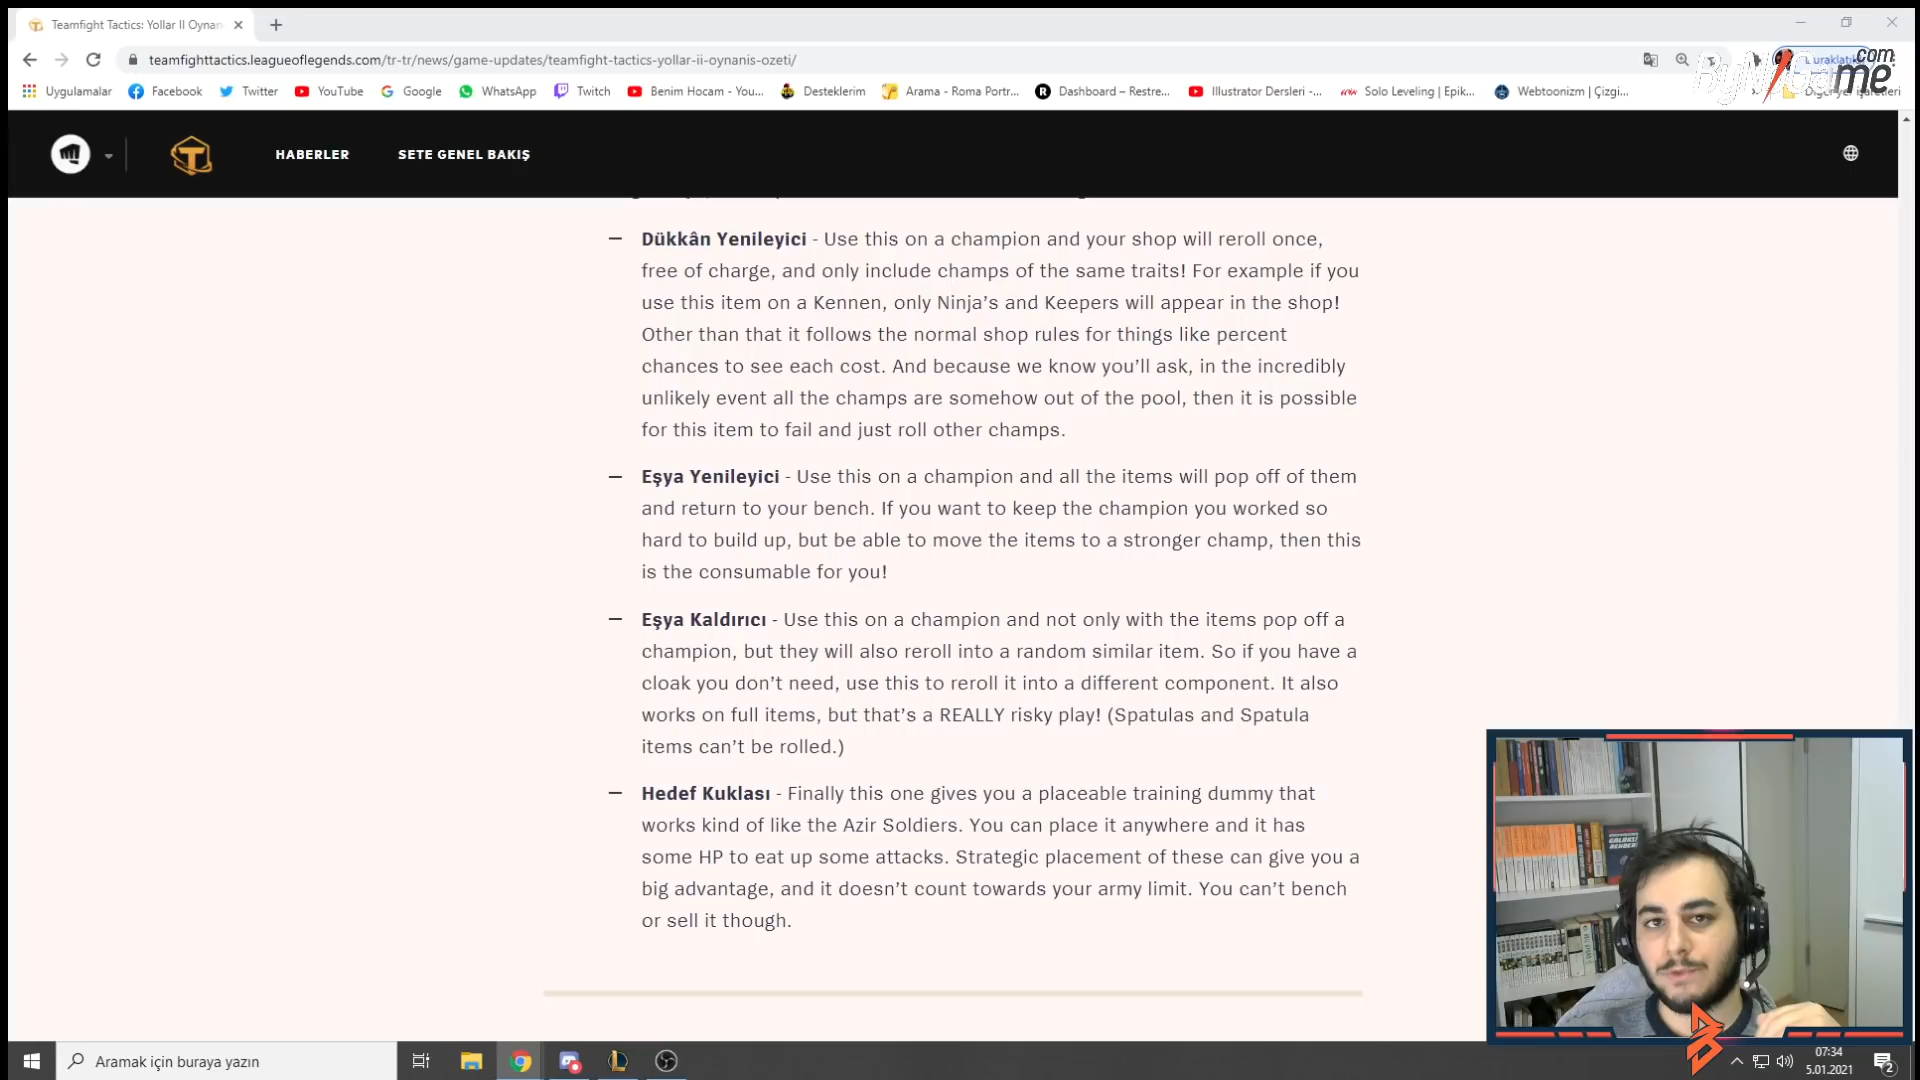 Teamfight Tactics: Yollar II Oynan
teamfighttactics.leagueoflegends.com/tr-tr/news/game-updates/teamfight-tactics-yollar-ii-oynanis-ozeti/
Uygulamalar Facebook Twitter YouTube Google WhatsApp Twitch Benim Hocam - You... Desteklerim Arama - Roma Portr... Dashboard – Restre... Illustrator Dersleri -... Solo Leveling | Epik... Webtoonizm | Çizgi...
ByNoGame
.com
HABERLER SETE GENEL BAKIŞ
— Dükkân Yenileyici - Use this on a champion and your shop will reroll once,
free of charge, and only include champs of the same traits! For example if you
use this item on a Kennen, only Ninja’s and Keepers will appear in the shop!
Other than that it follows the normal shop rules for things like percent
chances to see each cost. And because we know you’ll ask, in the incredibly
unlikely event all the champs are somehow out of the pool, then it is possible
for this item to fail and just roll other champs.
— Eşya Yenileyici - Use this on a champion and all the items will pop off of them
and return to your bench. If you want to keep the champion you worked so
hard to build up, but be able to move the items to a stronger champ, then this
is the consumable for you!
— Eşya Kaldırıcı - Use this on a champion and not only with the items pop off a
champion, but they will also reroll into a random similar item. So if you have a
cloak you don’t need, use this to reroll it into a different component. It also
works on full items, but that’s a REALLY risky play! (Spatulas and Spatula
items can’t be rolled.)
— Hedef Kuklası - Finally this one gives you a placeable training dummy that
works kind of like the Azir Soldiers. You can place it anywhere and it has
some HP to eat up some attacks. Strategic placement of these can give you a
big advantage, and it doesn’t count towards your army limit. You can’t bench
or sell it though.
Aramak için buraya yazın
07:34
5.01.2021
2